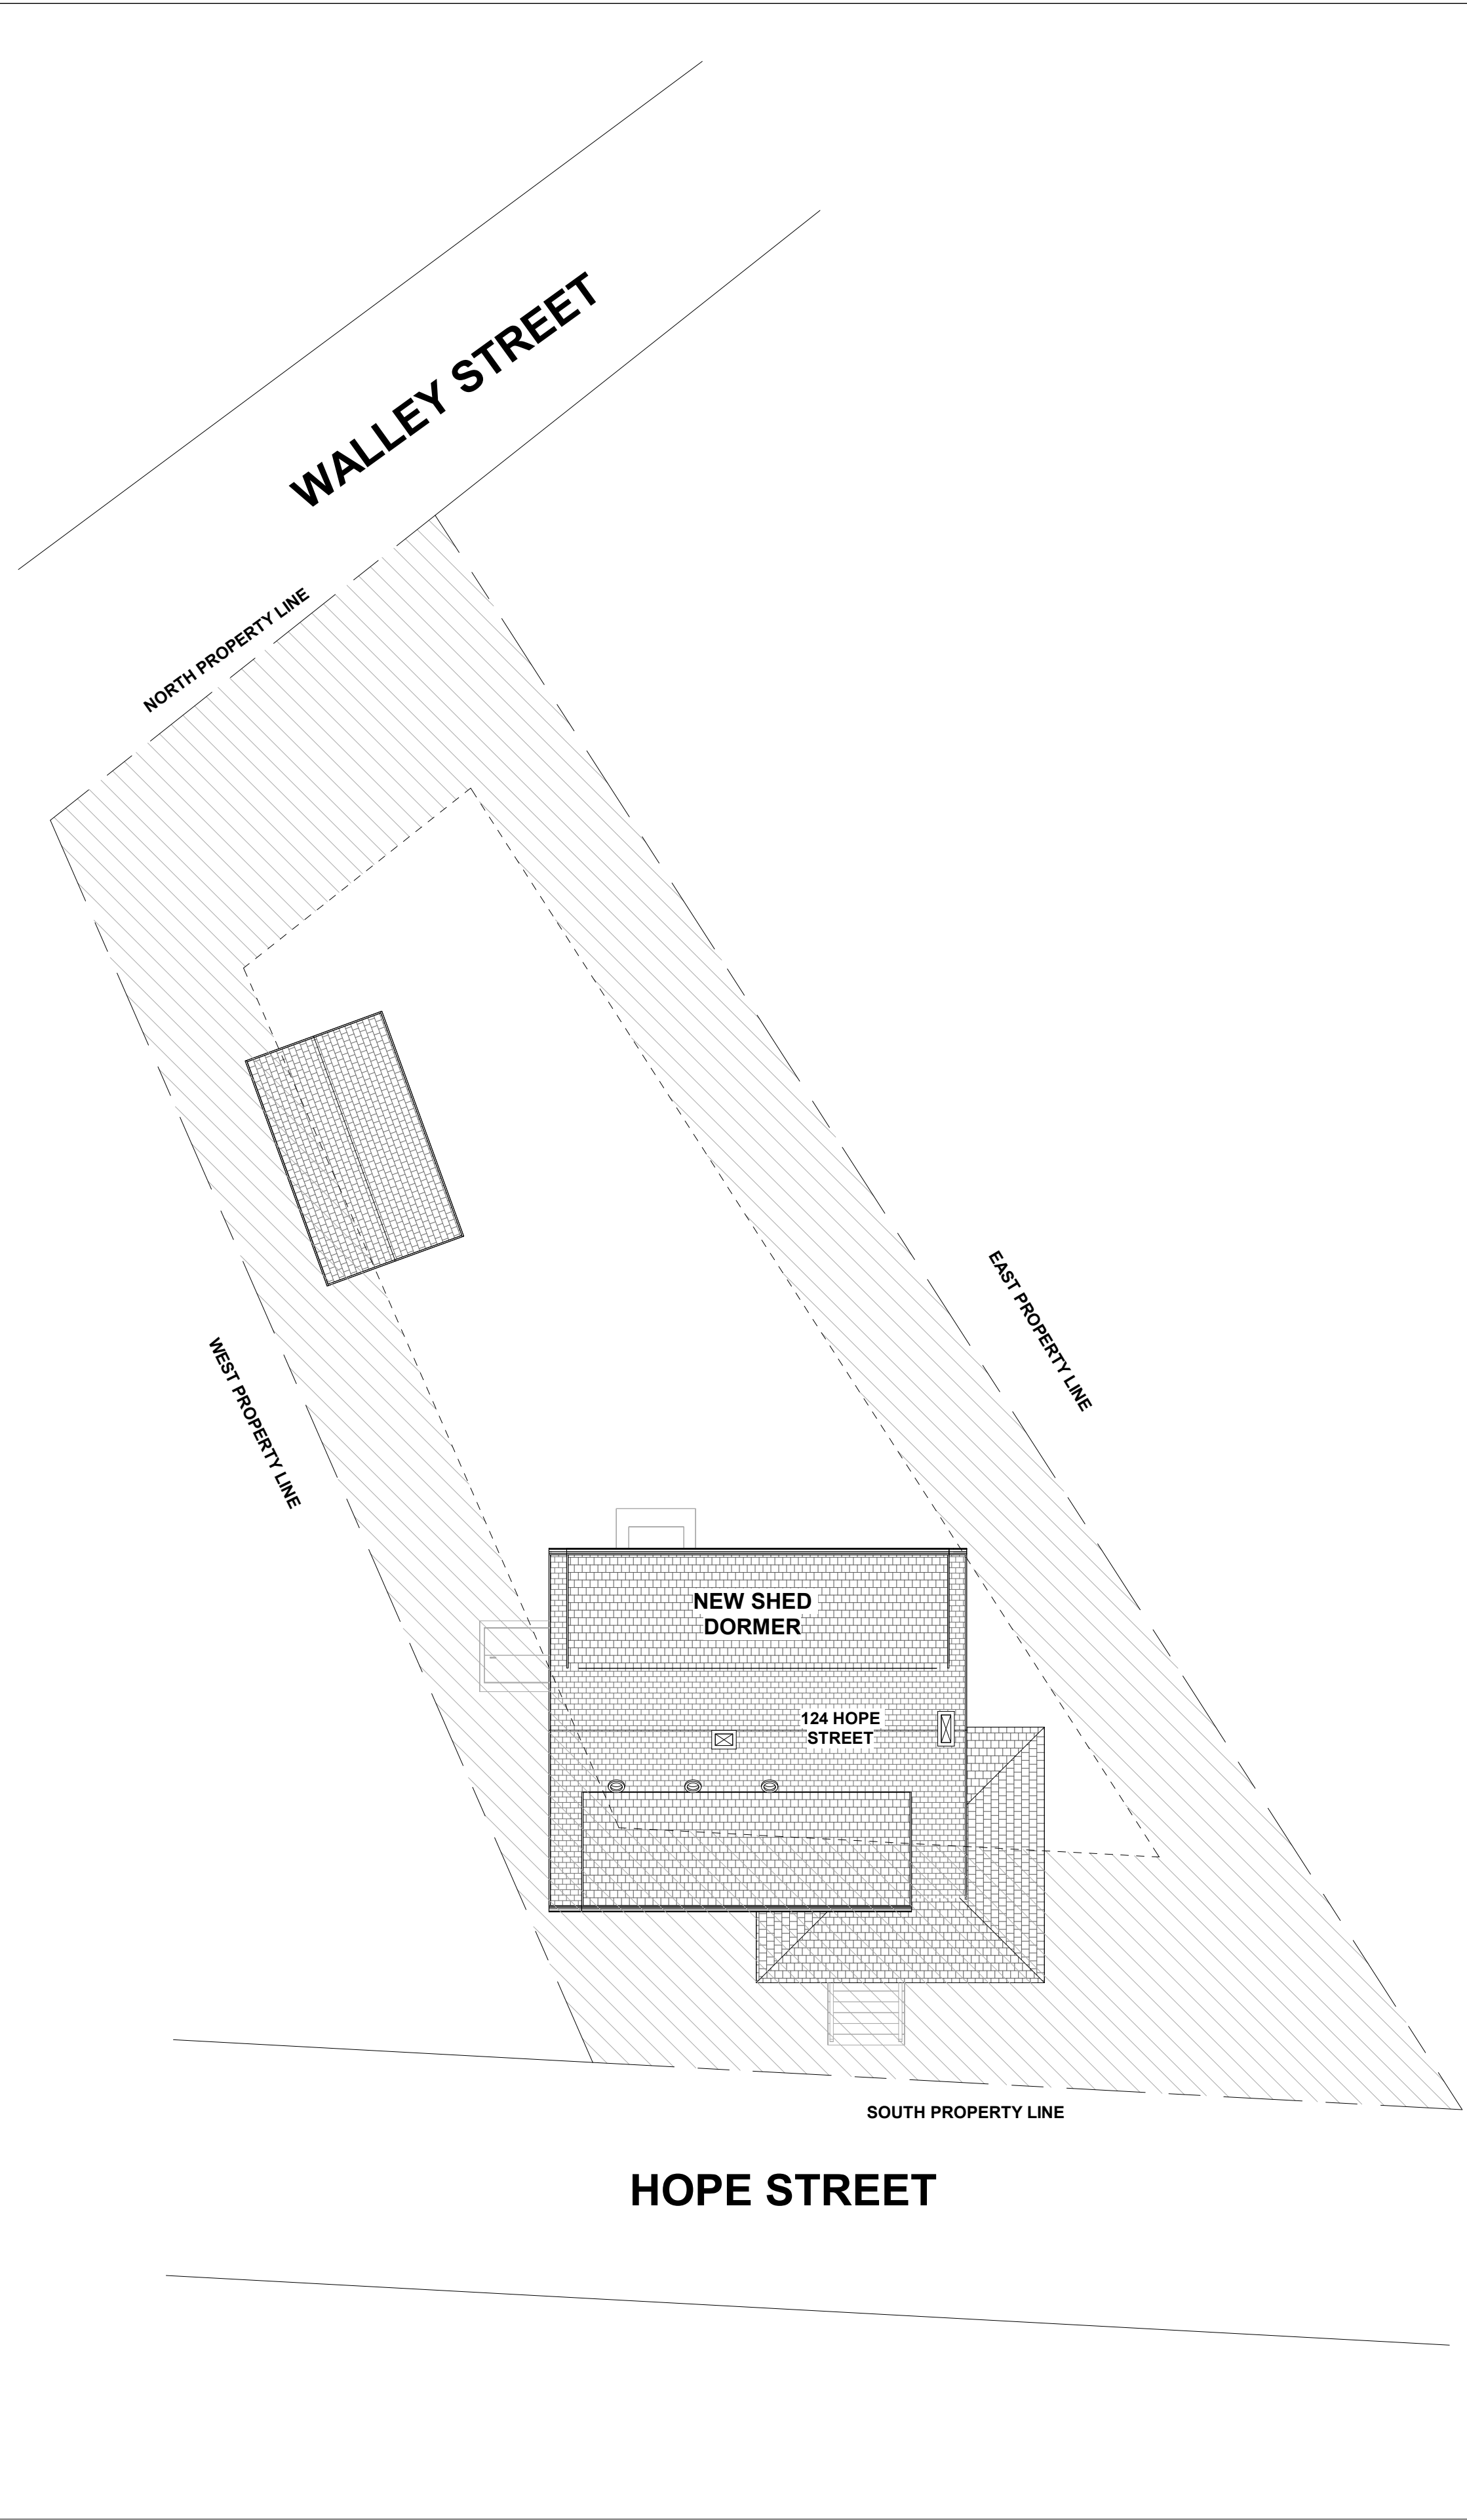 WALLEY STREET
NORTH PROPERTY LINE
EAST PROPERTY LINE
WEST PROPERTY LINE
NEW SHED
DORMER
124 HOPE
STREET
SOUTH PROPERTY LINE
HOPE STREET